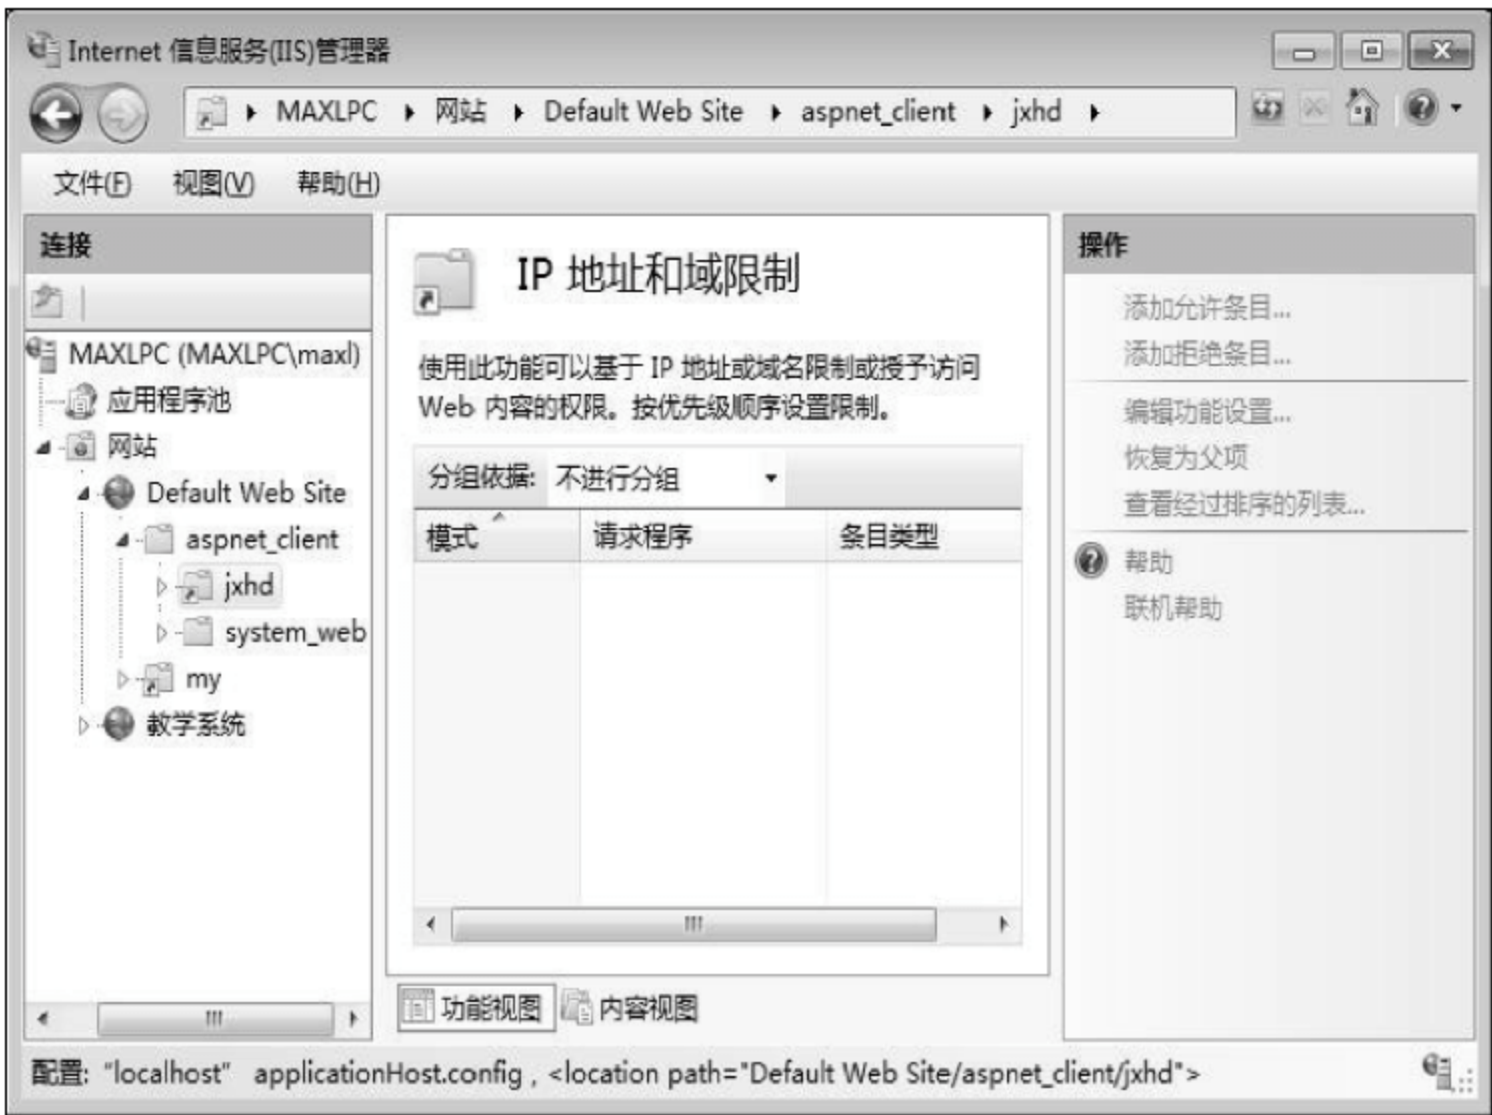 Internet 信息服务(IIS)管理器
MAXLPC 网站 Default Web Site aspnet_client jxhd
文件(F) 视图(V) 帮助(H)
连接
MAXLPC (MAXLPC\maxl)
应用程序池
网站
Default Web Site
aspnet_client
jxhd
system_web
my
教学系统
IP 地址和域限制
使用此功能可以基于 IP 地址或域名限制或授予访问
Web 内容的权限。按优先级顺序设置限制。
分组依据: 不进行分组
模式 请求程序 条目类型
功能视图 内容视图
操作
添加允许条目...
添加拒绝条目...
编辑功能设置...
恢复为父项
查看经过排序的列表...
帮助
联机帮助
配置: "localhost" applicationHost.config , <location path="Default Web Site/aspnet_client/jxhd">